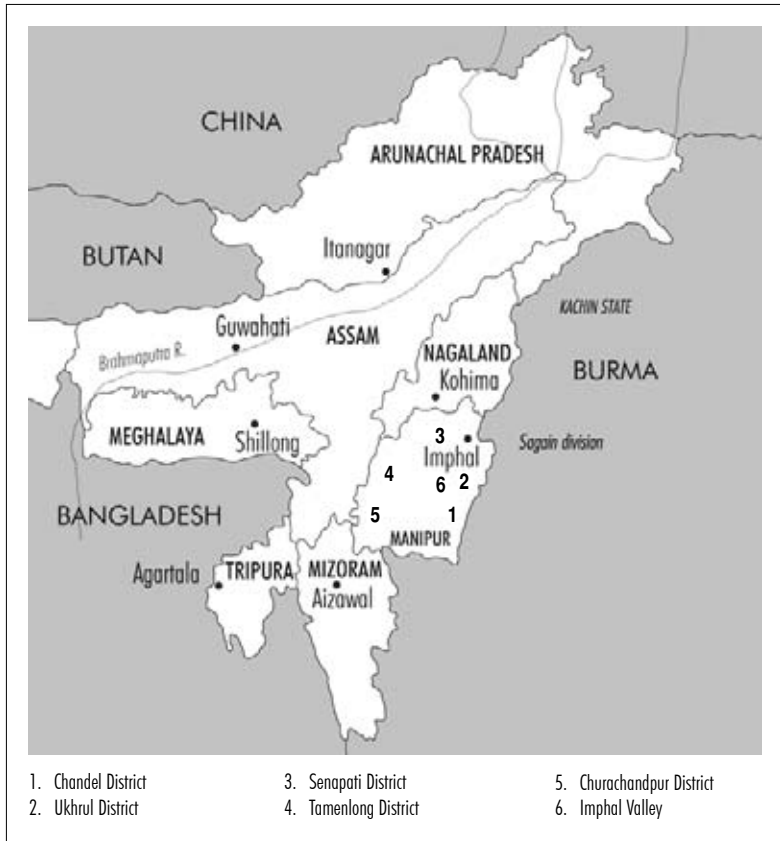 CHINA
ARUNACHAL PRADESH
BUTAN
Itanagar
KACHIN STATE
Guwahati
ASSAM
Brahmaputra R.
NAGALAND
Kohima
BURMA
MEGHALAYA
Shillong
3
Imphal
Sagain division
4
6
2
BANGLADESH
5
1
MANIPUR
Agartala
TRIPURA
MIZORAM
Aizawal
1. Chandel District
2. Ukhrul District
3. Senapati District
4. Tamenlong District
5. Churachandpur District
6. Imphal Valley